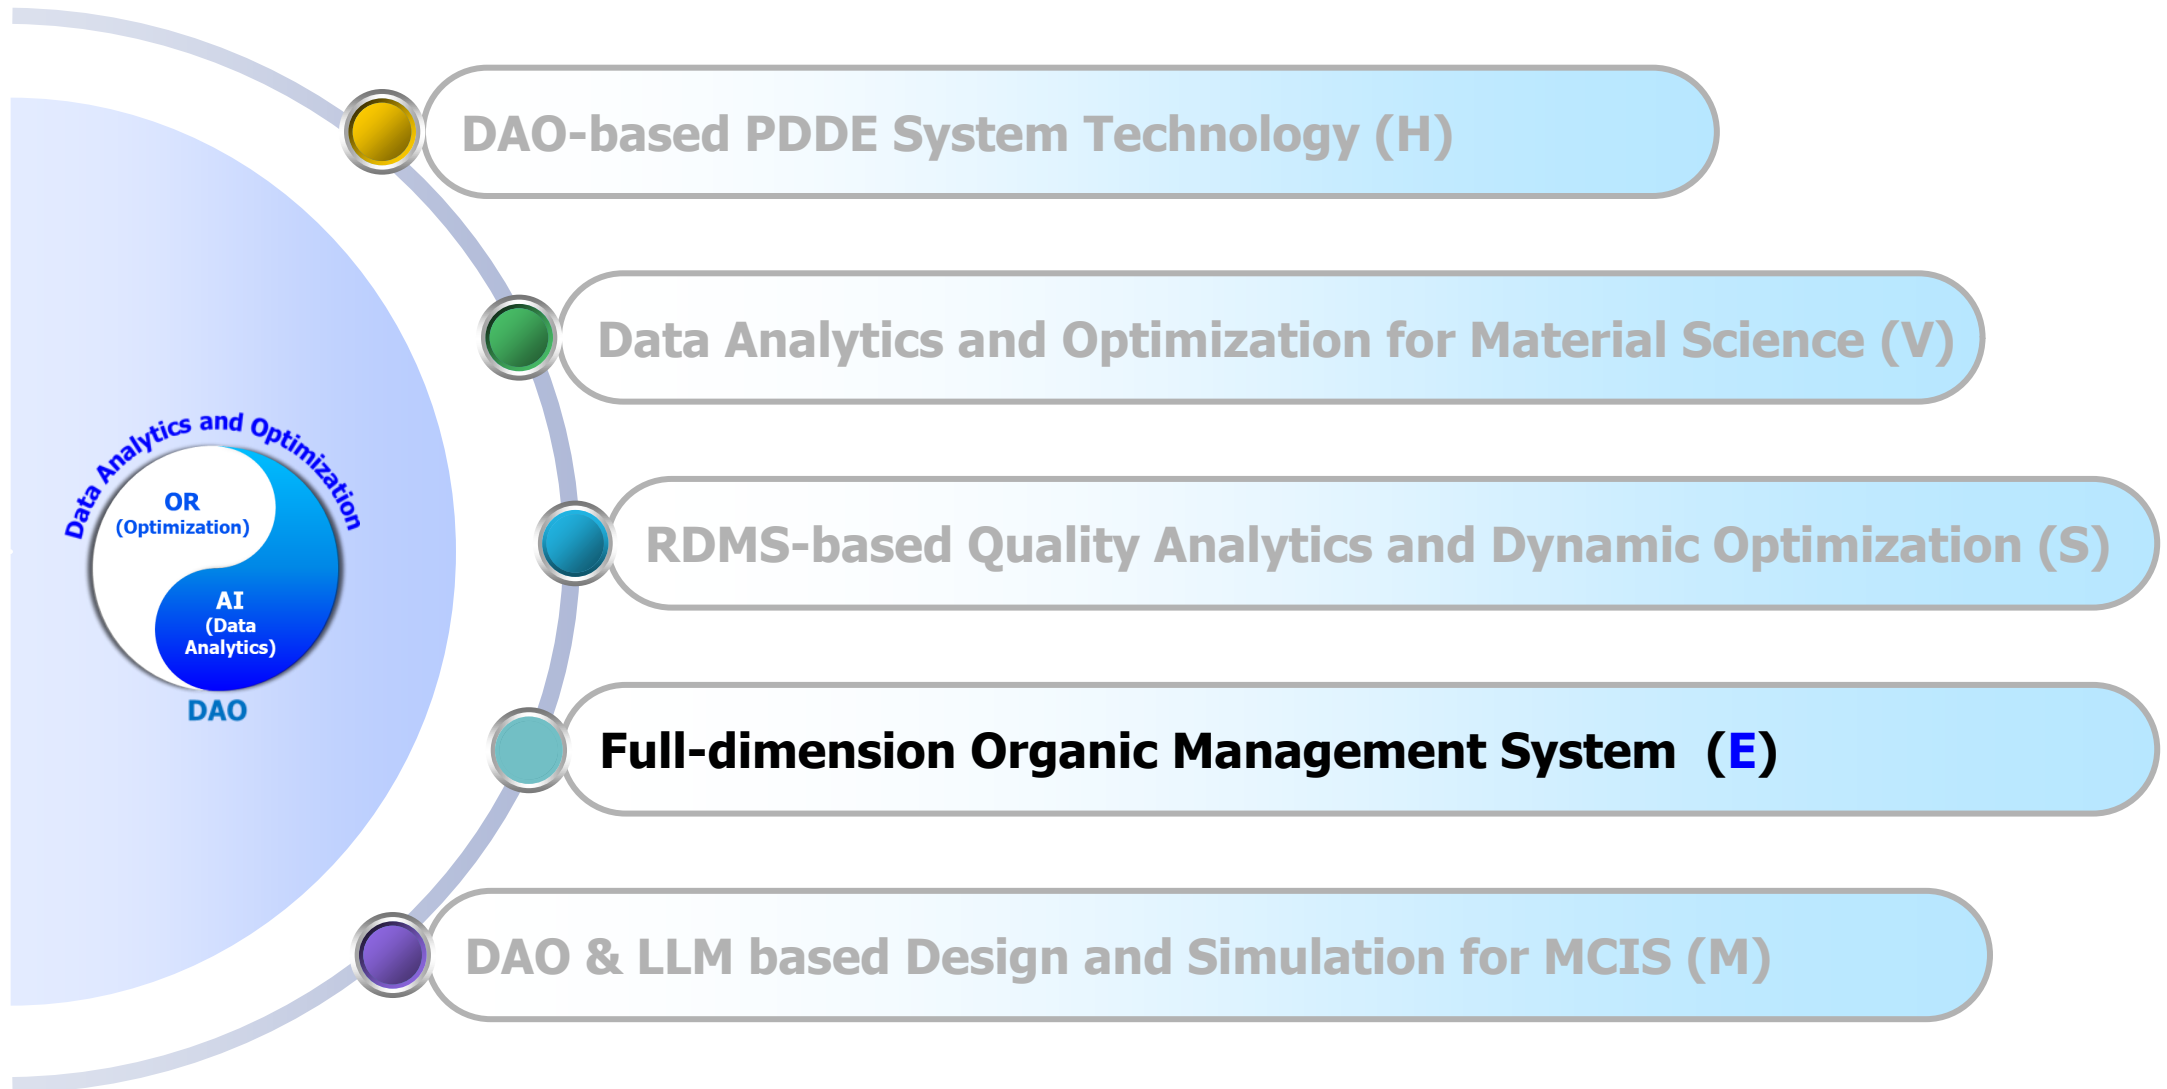 DAO-based PDDE System Technology (H)
Data Analytics and Optimization for Material Science (V)
Data Analytics and Optimization
OR
(Optimization)
AI
(Data
Analytics)
DAO
RDMS-based Quality Analytics and Dynamic Optimization (S)
Full-dimension Organic Management System (E)
DAO & LLM based Design and Simulation for MCIS (M)